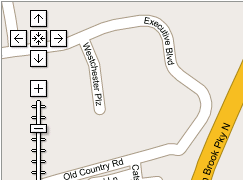 Executive Blvd
Westchester Plz
Old Country Rd
Brook Pky N